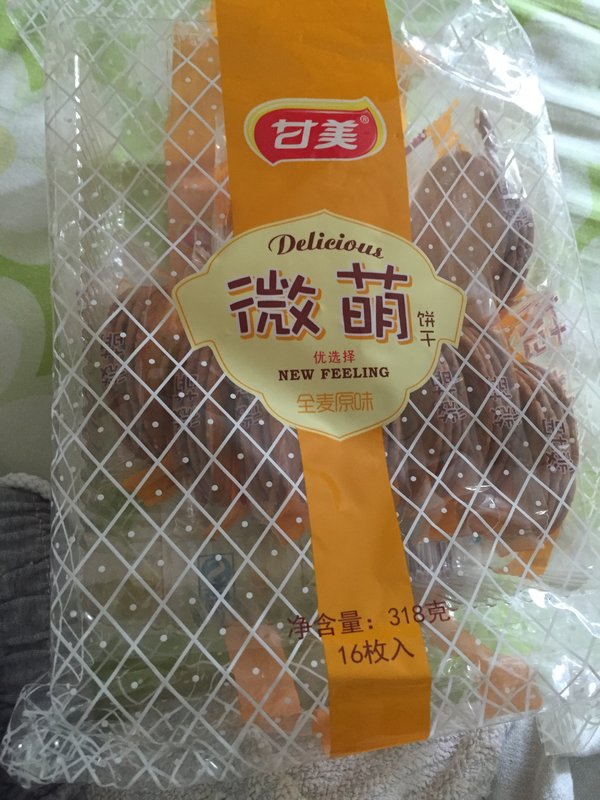 甘美®
Delicious
微萌
饼干
优选择
NEW FEELING
全麦原味
净含量：318克
16枚入